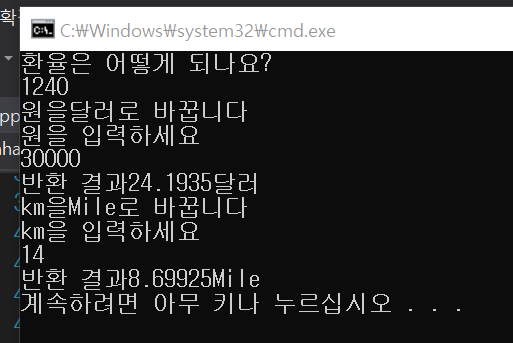 C:\Windows\system32\cmd.exe
환율은 어떻게 되나요?
1240
원을달러로 바꿉니다
원을 입력하세요
30000
반환 결과24.1935달러
km을Mile로 바꿉니다
km을 입력하세요
14
반환 결과8.69925Mile
계속하려면 아무 키나 누르십시오 . . .